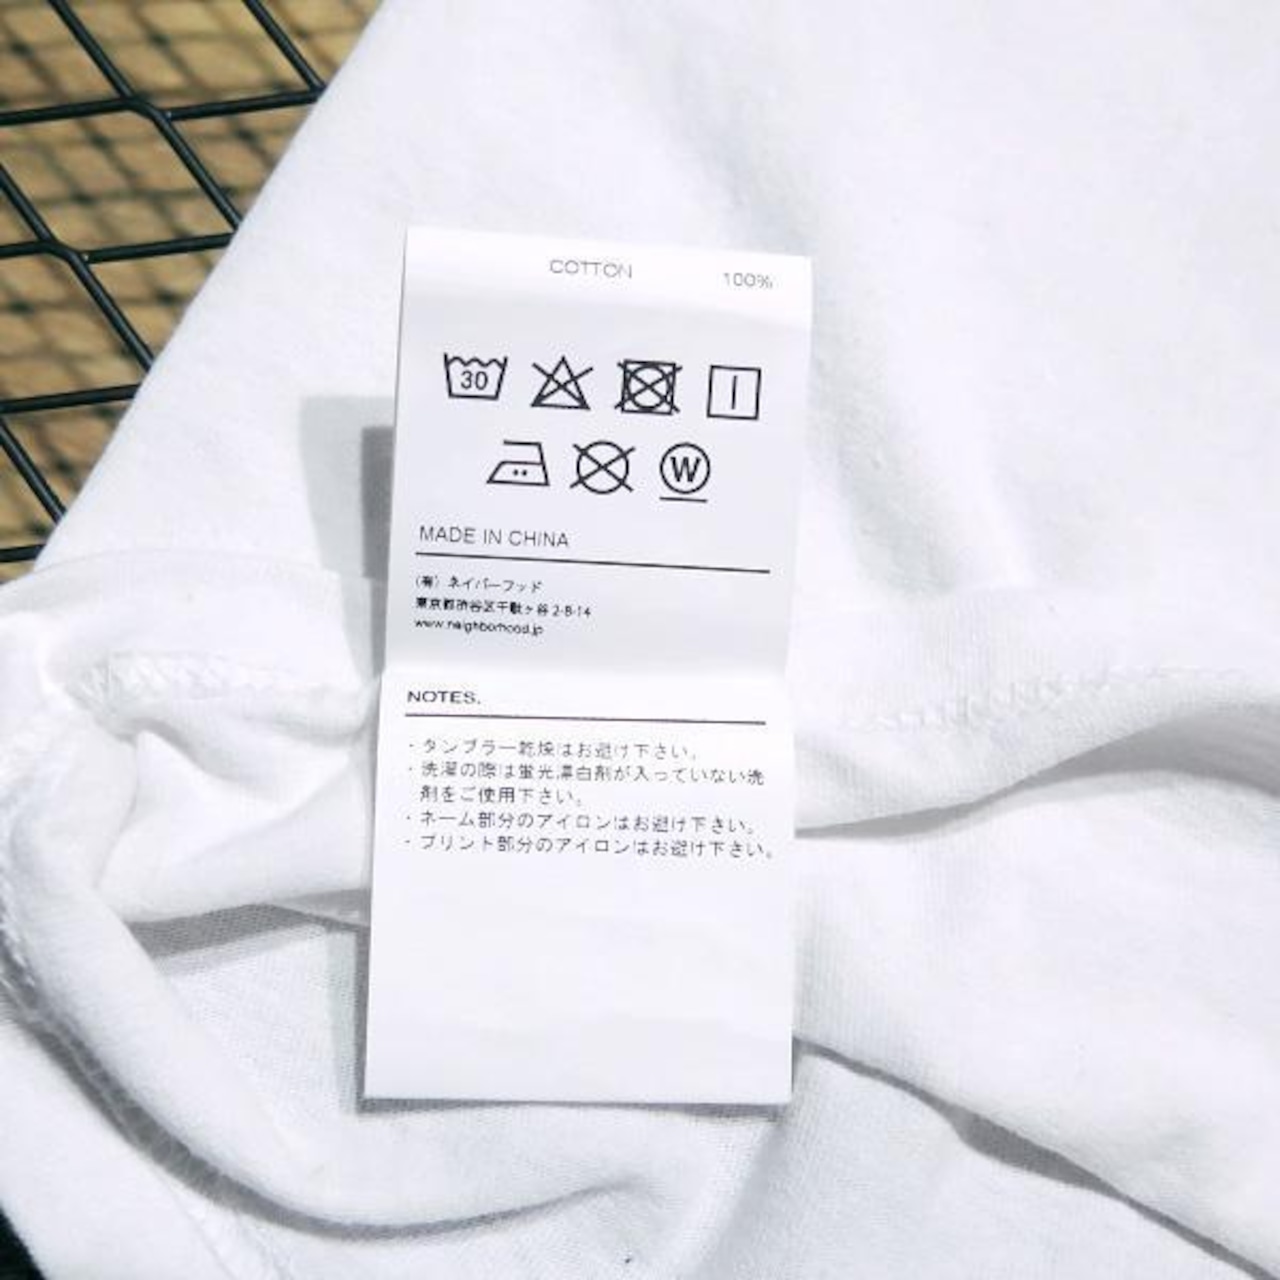 COTTON 100%
30
W
MADE IN CHINA
(有) ネイバーフッド
東京都渋谷区千駄ヶ谷 2-8-14
www.neighborhood.jp
NOTES.
・タンブラー乾燥はお避け下さい。
・洗濯の際は蛍光漂白剤が入っていない洗
剤をご使用下さい。
・ネーム部分のアイロンはお避け下さい。
・プリント部分のアイロンはお避け下さい。